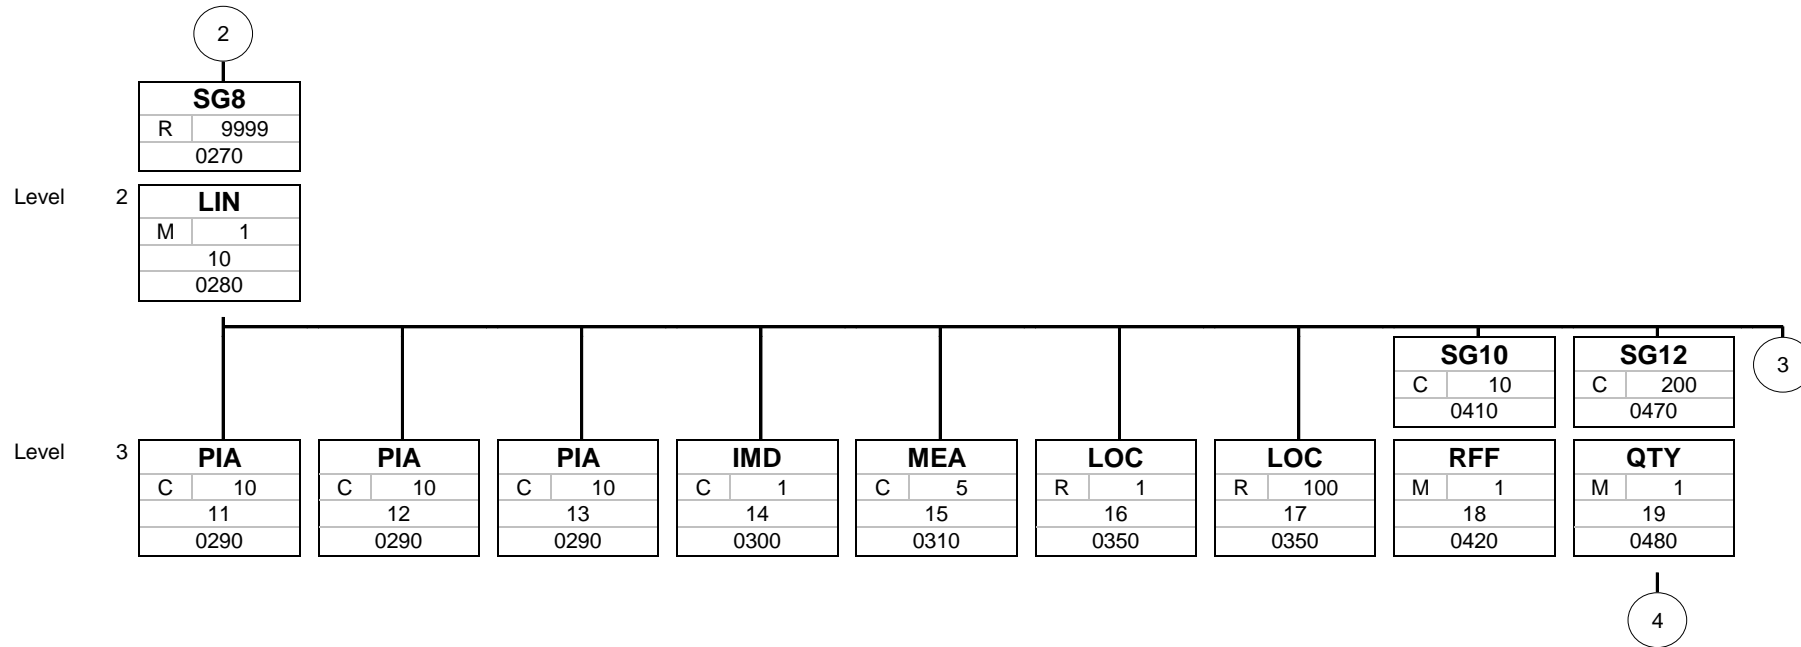 2
SG8
R 9999
0270
Level 2
LIN
M 1
10
0280
SG10
C 10
0410
SG12
C 200
0470
3
Level 3
PIA
C 10
11
0290
PIA
C 10
12
0290
PIA
C 10
13
0290
IMD
C 1
14
0300
MEA
C 5
15
0310
LOC
R 1
16
0350
LOC
R 100
17
0350
RFF
M 1
18
0420
QTY
M 1
19
0480
4